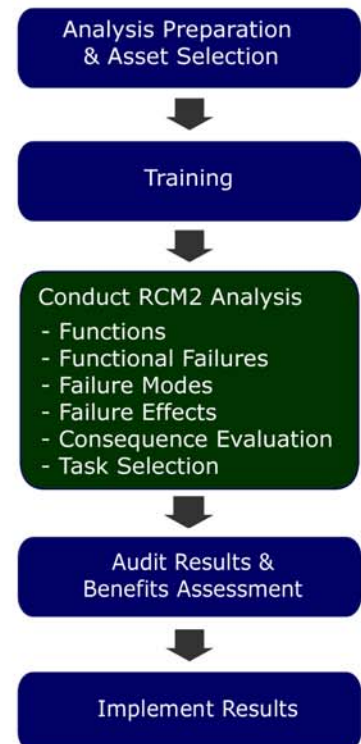 Analysis Preparation
& Asset Selection
Training
Conduct RCM2 Analysis
- Functions
- Functional Failures
- Failure Modes
- Failure Effects
- Consequence Evaluation
- Task Selection
Audit Results &
Benefits Assessment
Implement Results